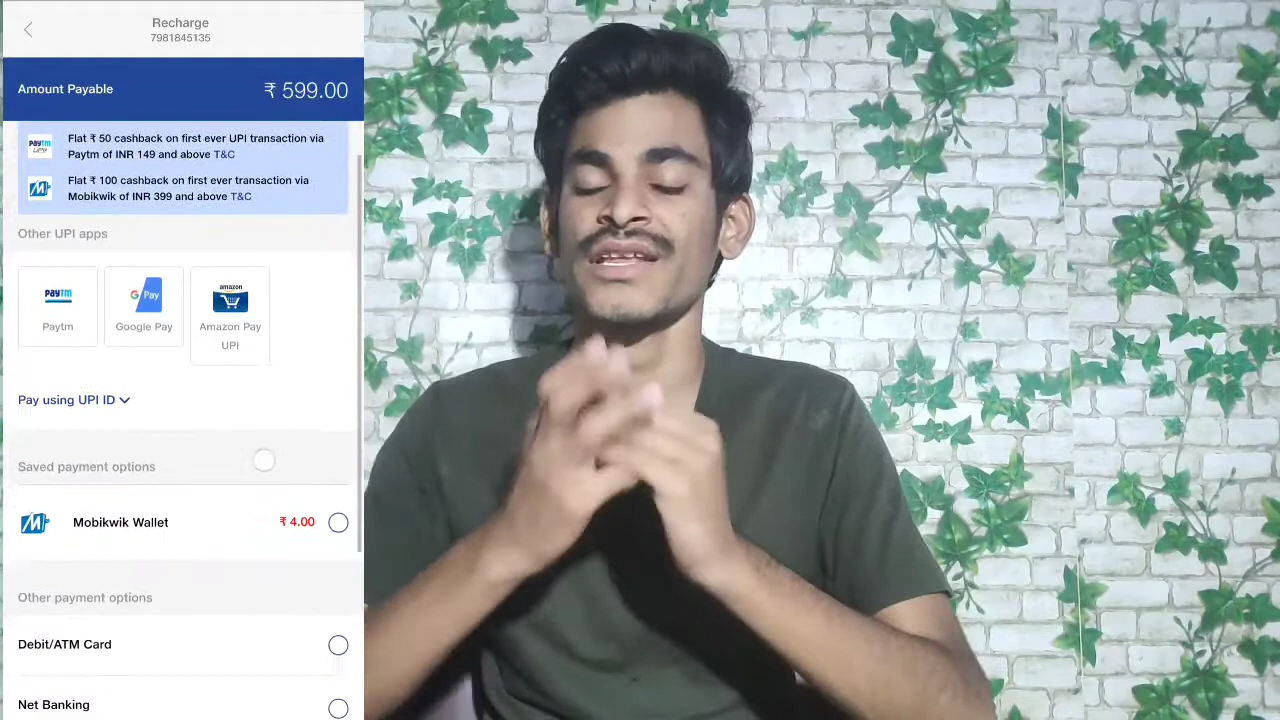 Recharge
7981845135
Amount Payable
₹ 599.00
Flat ₹ 50 cashback on first ever UPI transaction via
Paytm of INR 149 and above T&C
Flat ₹ 100 cashback on first ever transaction via
Mobikwik of INR 399 and above T&C
Other UPI apps
paytm
G Pay
amazon
Paytm
Google Pay
Amazon Pay
UPI
Pay using UPI ID
Saved payment options
Mobikwik Wallet
₹ 4.00
Other payment options
Debit/ATM Card
Net Banking